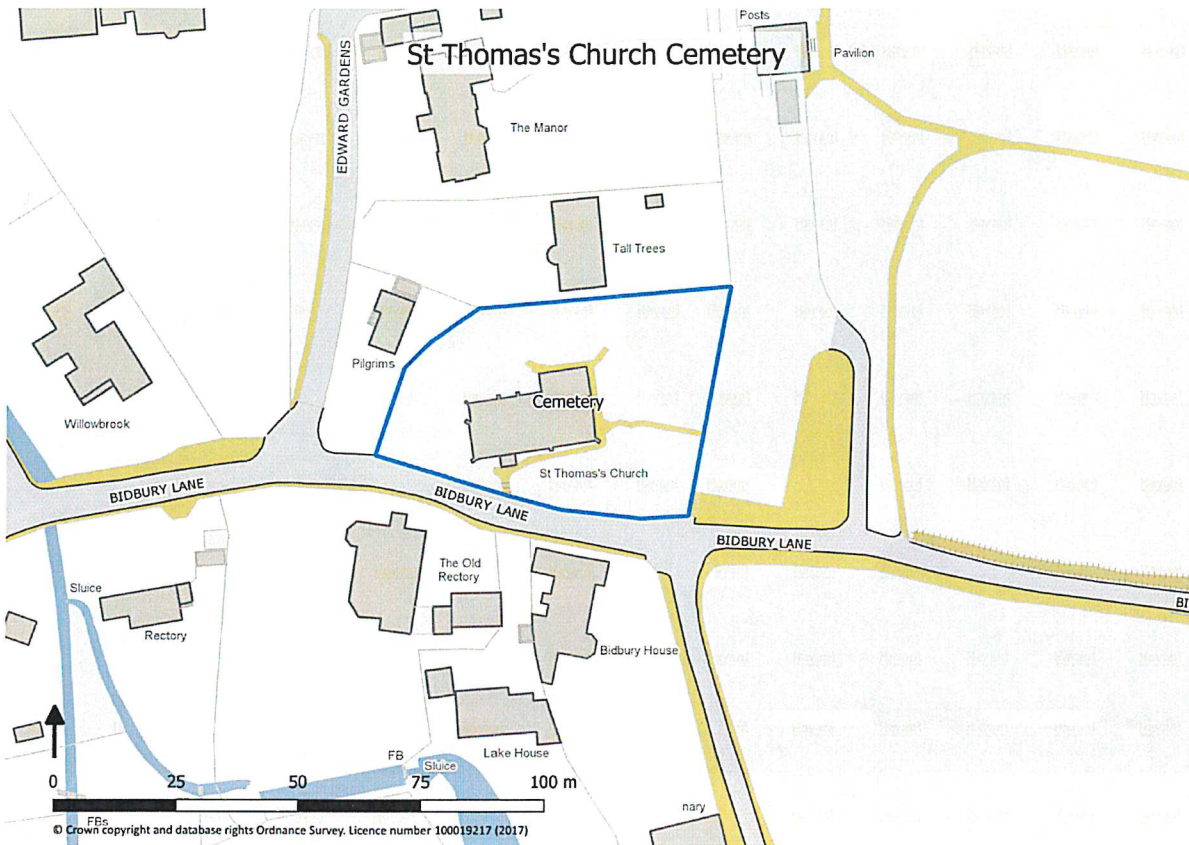 Posts
St Thomas's Church Cemetery
Pavilion
EDWARD GARDENS
The Manor
Tall Trees
Pilgrims
Willowbrook
Cemetery
St Thomas's Church
BIDBURY LANE
BIDBURY LANE
BIDBURY LANE
The Old
Rectory
Sluice
BI
Rectory
Bidbury House
Lake House
FB
Sluice
0 25 50 75 100 m
nary
FBs
© Crown copyright and database rights Ordnance Survey. Licence number 100019217 (2017)